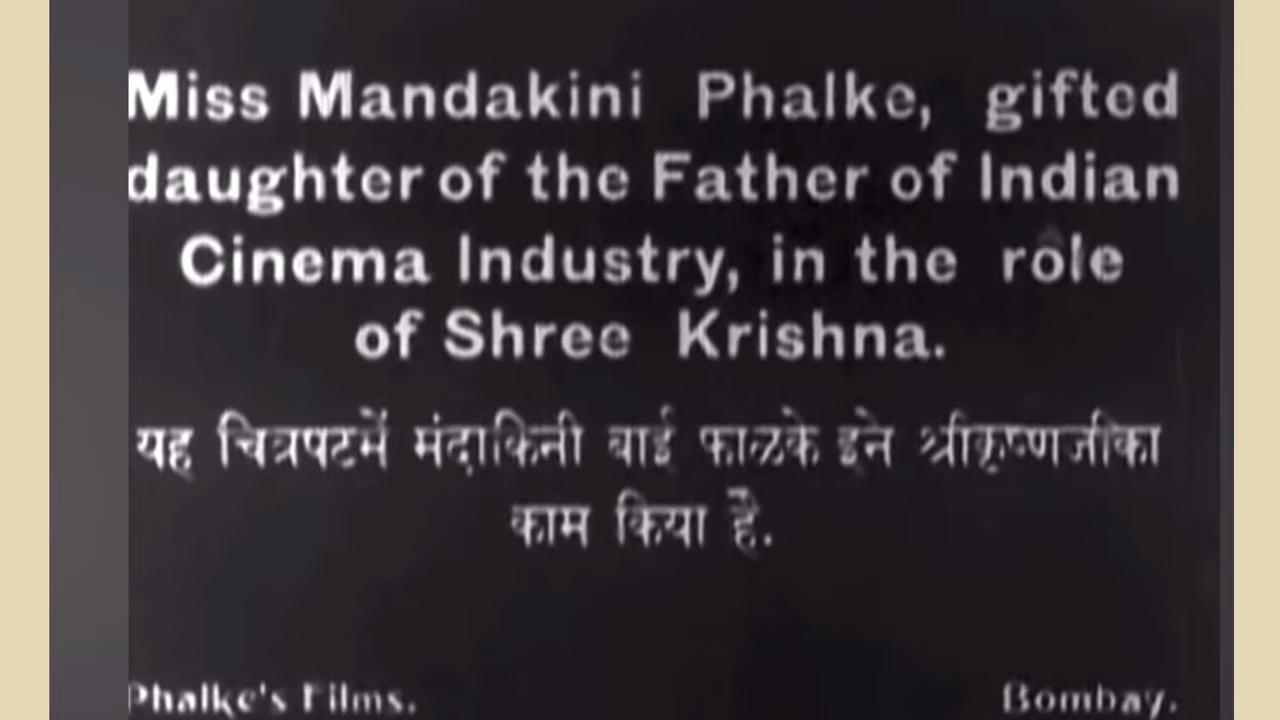 Miss Mandakini Phalke, gifted
daughter of the Father of Indian
Cinema Industry, in the rôle
of Shree Krishna.
यह चित्रपटमें मंदाकिनी बाई फाळके इने श्रीकृष्णजीका
काम किया है.
Phalke's Films. Bombay.